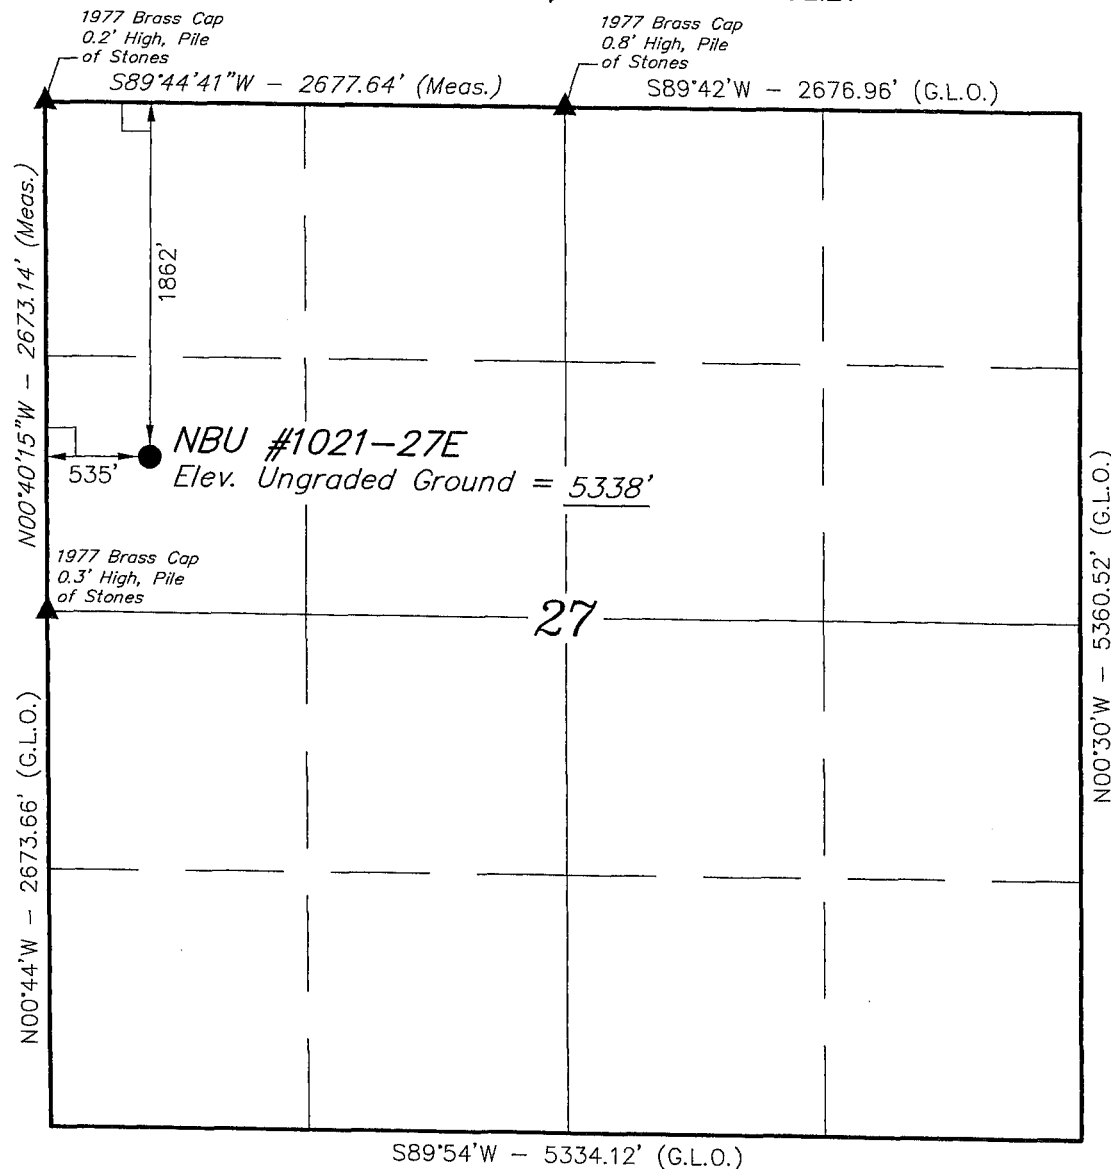 1977 Brass Cap
0.2' High, Pile
of Stones
1977 Brass Cap
0.8' High, Pile
of Stones
S89°44'41"W - 2677.64' (Meas.)
S89°42'W - 2676.96' (G.L.O.)
N00°40'15"W - 2673.14' (Meas.)
1862'
535'
NBU #1021-27E
Elev. Ungraded Ground = 5338'
1977 Brass Cap
0.3' High, Pile
of Stones
27
N00°30'W - 5360.52' (G.L.O.)
N00°44'W - 2673.66' (G.L.O.)
S89°54'W - 5334.12' (G.L.O.)